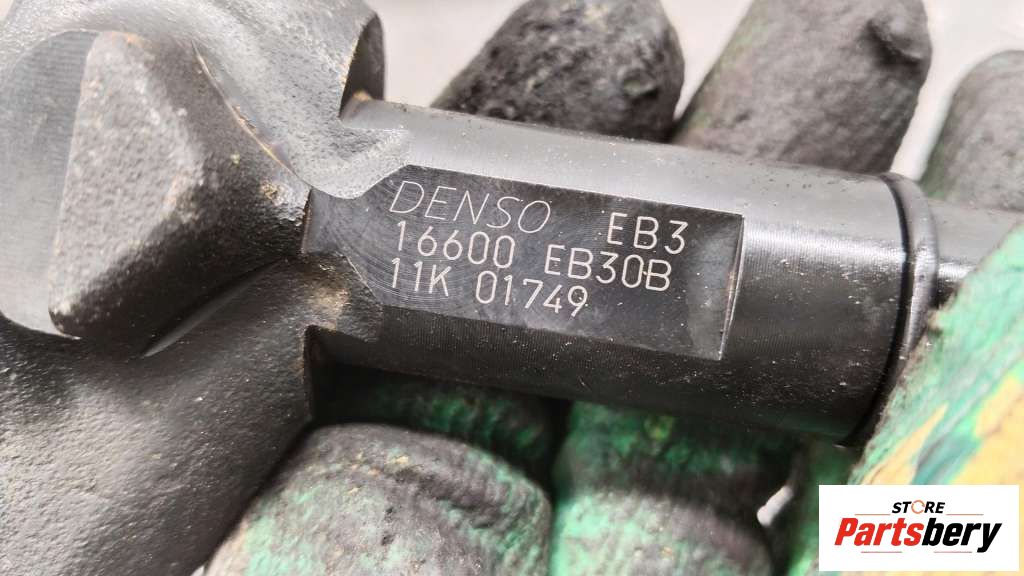 DENSO EB3
16600 EB30B
11K 01749
STORE
Partsbery